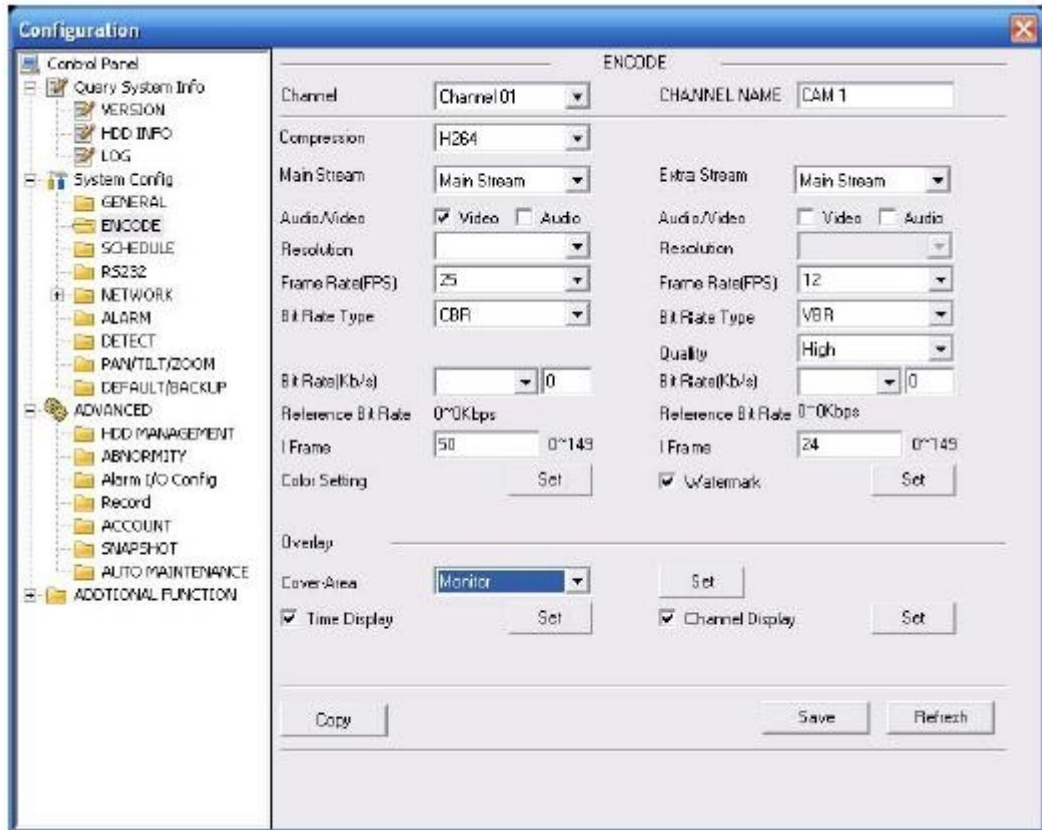 Configuration
Control Panel
Query System Info
VERSION
HDD INFO
LOG
System Config
GENERAL
ENCODE
SCHEDULE
RS232
NETWORK
ALARM
DETECT
PAN/TILT/ZOOM
DEFAULT/BACKUP
ADVANCED
HDD MANAGEMENT
ABNORMITY
Alarm I/O Config
Record
ACCOUNT
SNAPSHOT
AUTO MAINTENANCE
ADDTIONAL FUNCTION
ENCODE
Channel Channel 01 CHANNEL NAME CAM 1
Compression H264
Main Stream Main Stream Extra Stream Main Stream
Audio/Video Video Audio Audio/Video Video Audio
Resolution Resolution
Frame Rate(FPS) 25 Frame Rate(FPS) 12
Bit Rate Type CBR Bit Rate Type VBR
Quality High
Bit Rate(Kb/s) 0 Bit Rate(Kb/s) 0
Reference Bit Rate 0~0Kbps Reference Bit Rate 0~0Kbps
I Frame 50 0~149 I Frame 24 0~149
Color Setting Set Watermark Set
Overlap
Cover-Area Monitor Set
Time Display Set Channel Display Set
Copy Save Refresh